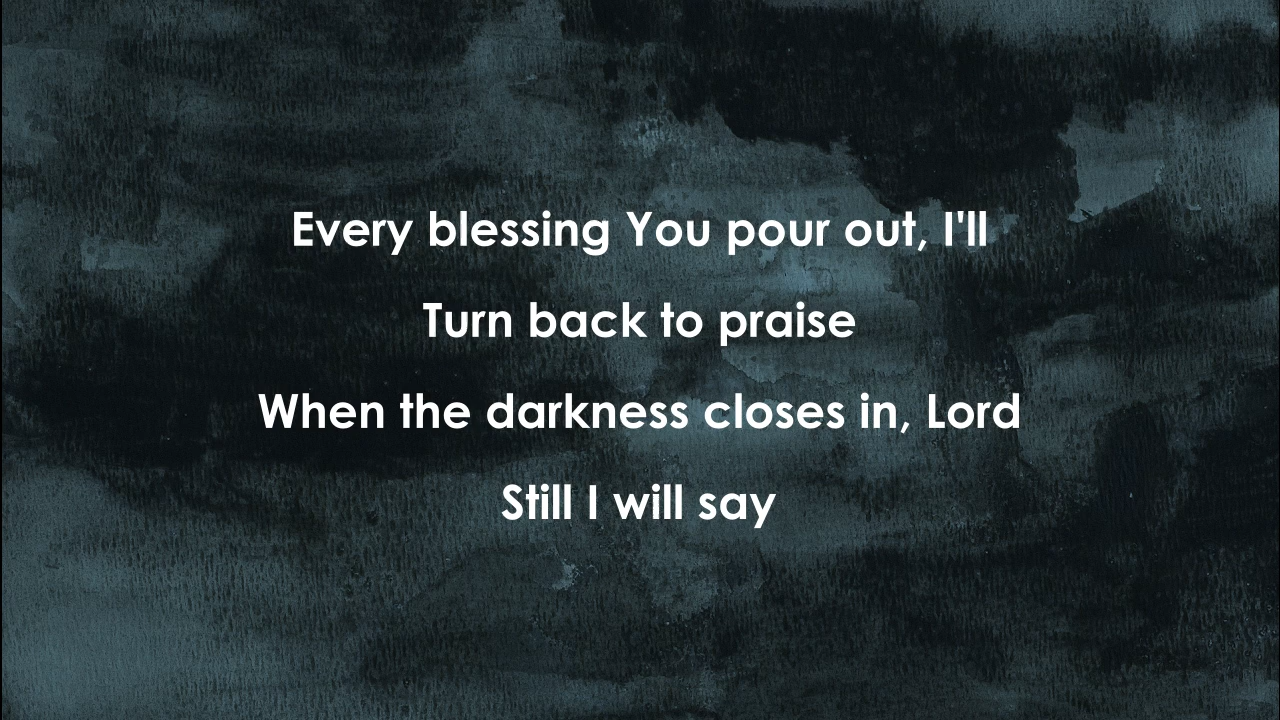 Every blessing You pour out, I'll
Turn back to praise
When the darkness closes in, Lord
Still I will say